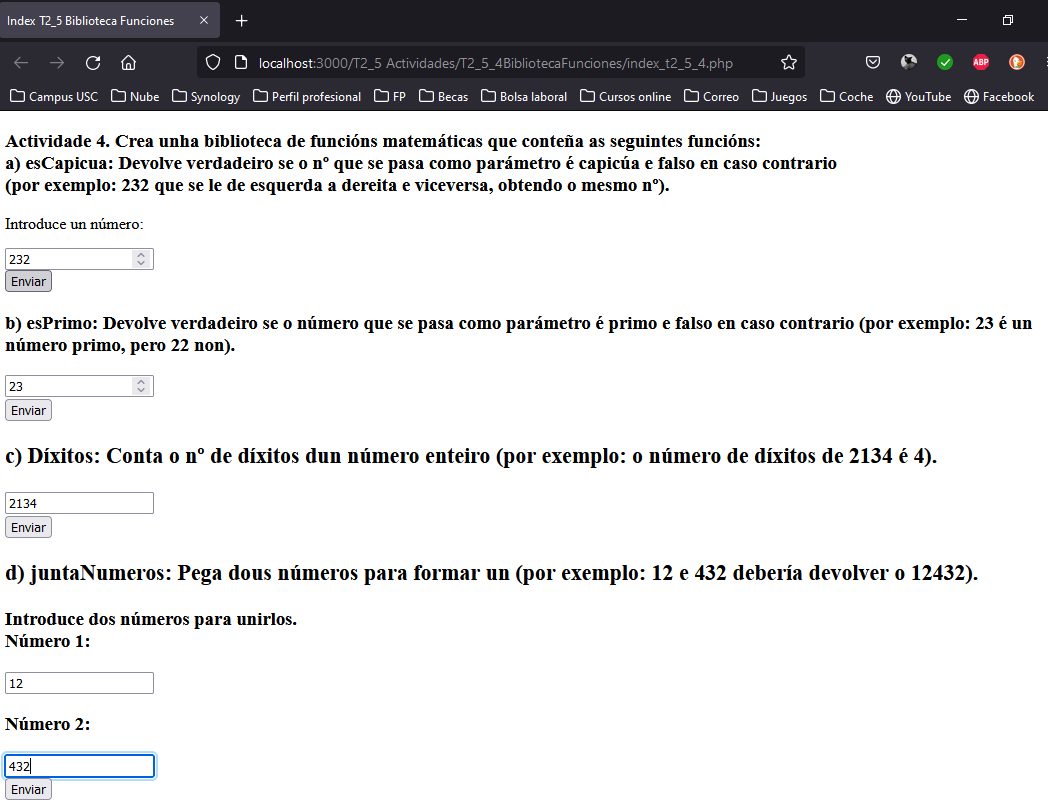 Index T2_5 Biblioteca Funciones
localhost:3000/T2_5 Actividades/T2_5_4BibliotecaFunciones/index_t2_5_4.php
ABP
Campus USC Nube Synology Perfil profesional FP Becas Bolsa laboral Cursos online Correo Juegos Coche YouTube Facebook
Actividade 4. Crea unha biblioteca de funcións matemáticas que conteña as seguintes funcións:
a) esCapicua: Devolve verdadeiro se o nº que se pasa como parámetro é capicúa e falso en caso contrario
(por exemplo: 232 que se le de esquerda a dereita e viceversa, obtendo o mesmo nº).
Introduce un número:
232
Enviar
b) esPrimo: Devolve verdadeiro se o número que se pasa como parámetro é primo e falso en caso contrario (por exemplo: 23 é un
número primo, pero 22 non).
23
Enviar
c) Díxitos: Conta o nº de díxitos dun número enteiro (por exemplo: o número de díxitos de 2134 é 4).
2134
Enviar
d) juntaNumeros: Pega dous números para formar un (por exemplo: 12 e 432 debería devolver o 12432).
Introduce dos números para unirlos.
Número 1:
12
Número 2:
432
Enviar